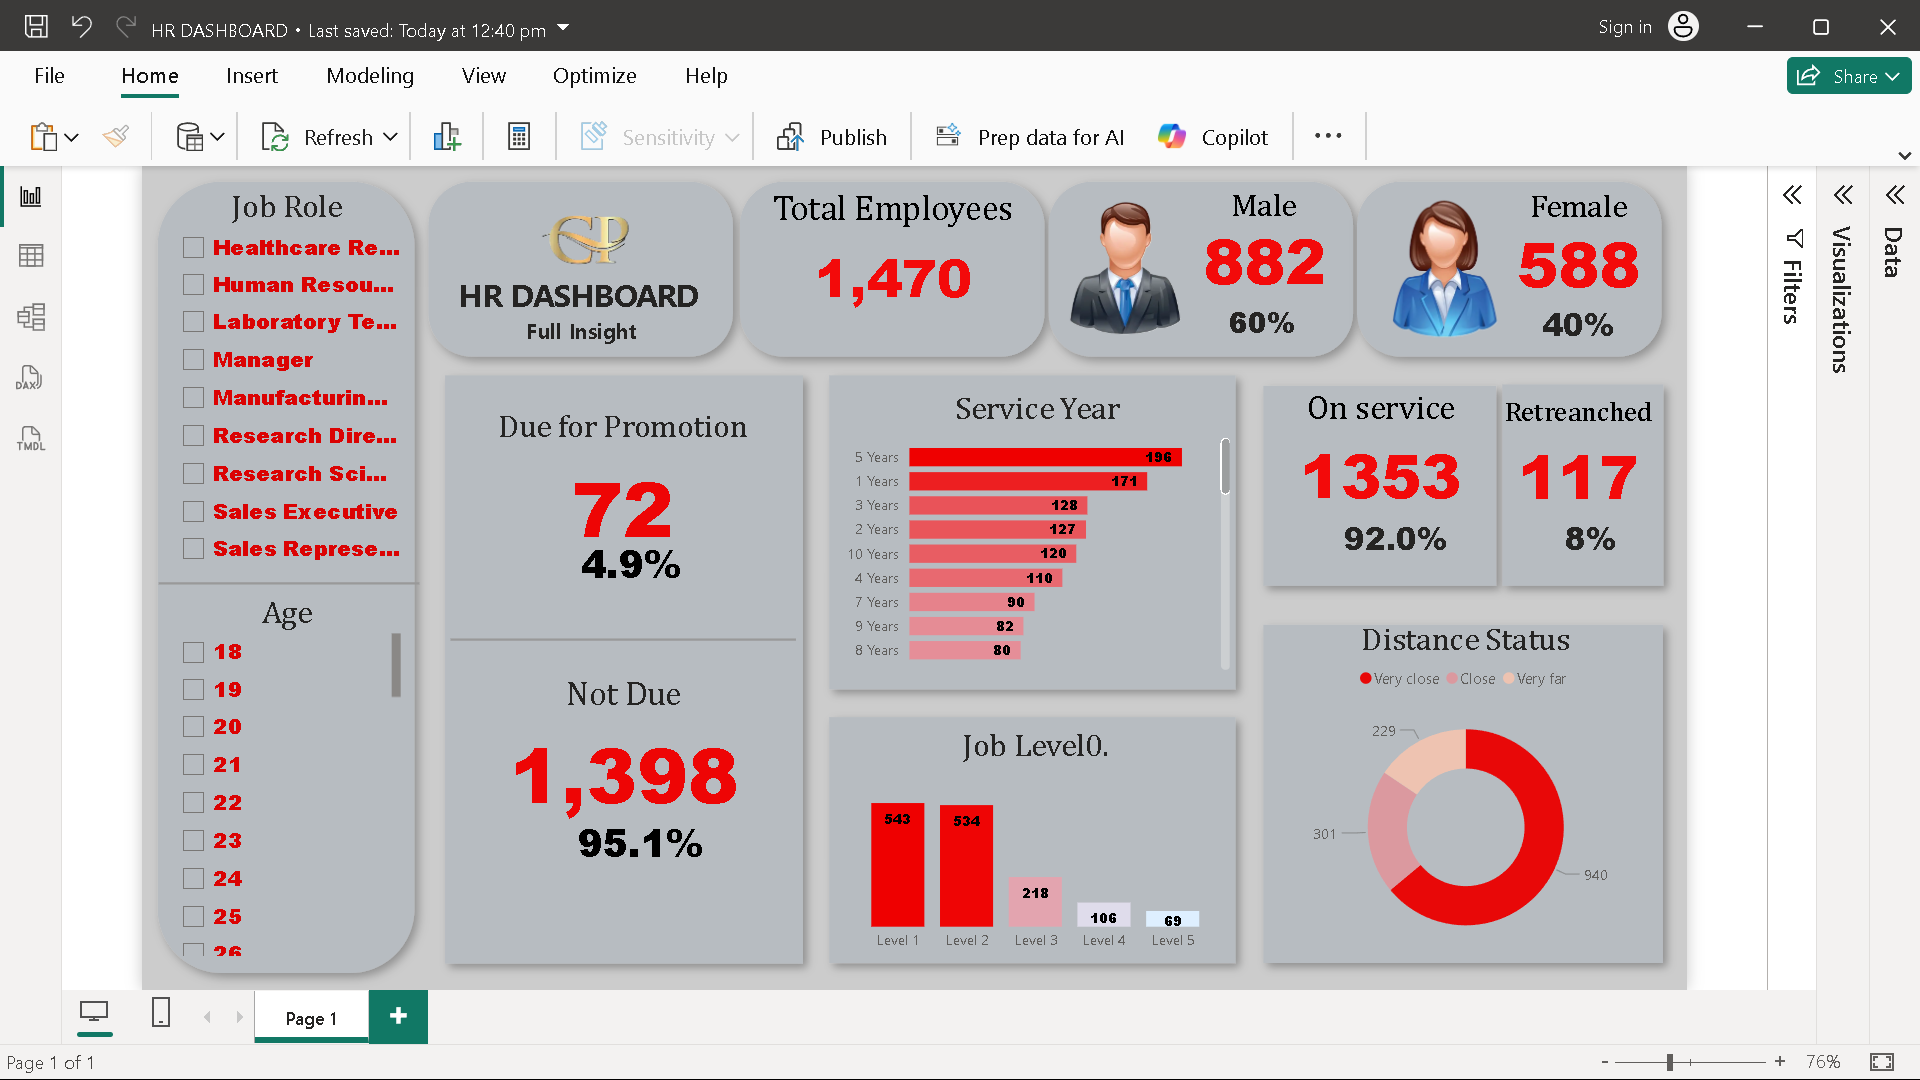 HR DASHBOARD • Last saved: Today at 12:40 pm
Sign in
File Home Insert Modeling View Optimize Help
Share
Refresh
Sensitivity
Publish
Prep data for AI
Copilot
DAX
TMDL
Job Role
Healthcare Re...
Human Resou...
Laboratory Te...
Manager
Manufacturin...
Research Dire...
Research Sci...
Sales Executive
Sales Represe...
Age
18
19
20
21
22
23
24
25
26
CP
HR DASHBOARD
Full Insight
Total Employees
1,470
Male
882
60%
Female
588
40%
Due for Promotion
72
4.9%
Not Due
1,398
95.1%
Service Year
5 Years 196
1 Years 171
3 Years 128
2 Years 127
10 Years 120
4 Years 110
7 Years 90
9 Years 82
8 Years 80
Job Level0.
543 534 218 106 69
Level 1 Level 2 Level 3 Level 4 Level 5
On service
1353
92.0%
Retreanched
117
8%
Distance Status
Very close Close Very far
229
301
940
Filters
Visualizations
Data
Page 1
Page 1 of 1
76%